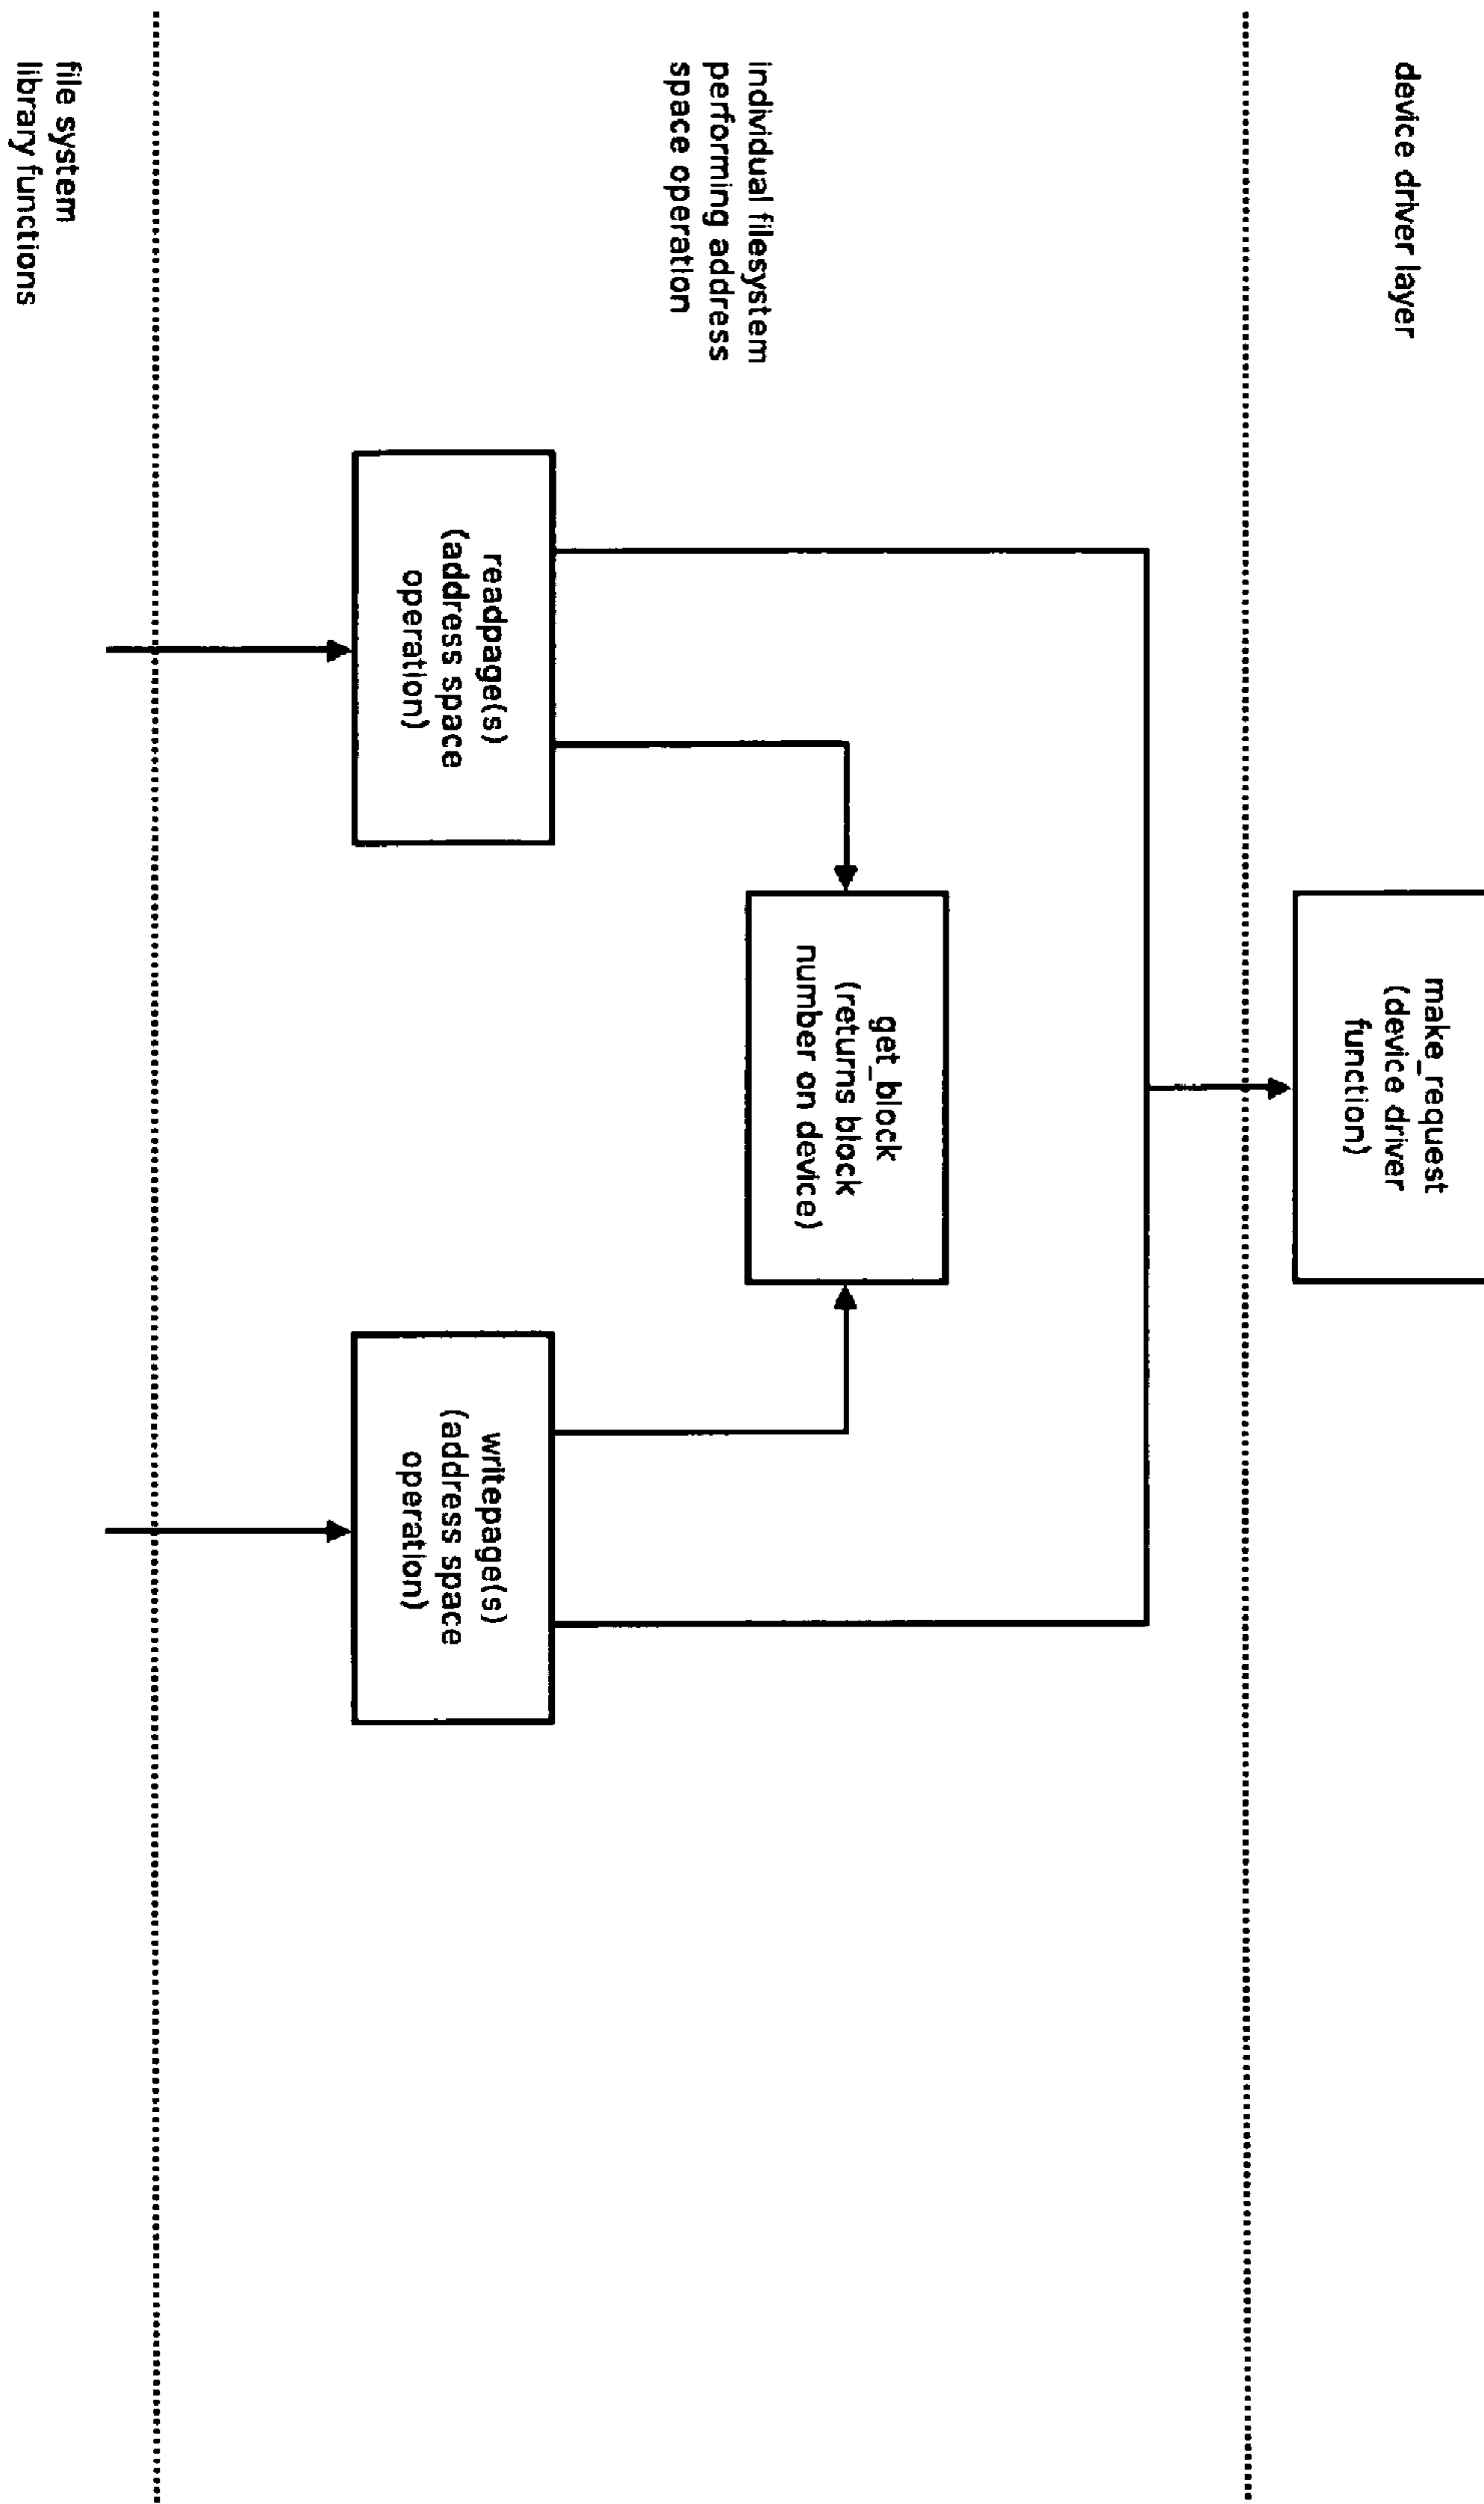 device driver layer
make_request
(device driver
function)
individual filesystem
performing address
space operation
get_block
(returns block
number on device)
readpage(s)
(address space
operation)
writepage(s)
(address space
operation)
file system
library functions